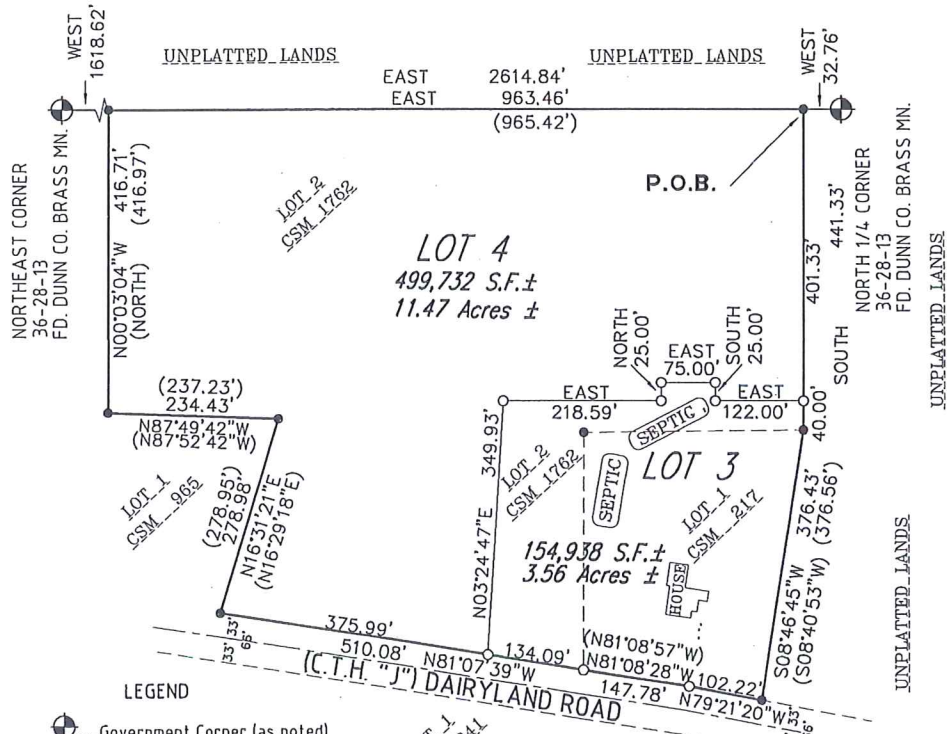 WEST
1618.62'
UNPLATTED LANDS
UNPLATTED LANDS
WEST
32.76'
EAST 2614.84'
EAST 963.46'
(965.42')
NORTHEAST CORNER
36-28-13
FD. DUNN CO. BRASS MN.
416.71'
(416.97')
N00°03'04"W
(NORTH)
LOT 2
CSM 1762
P.O.B.
LOT 4
499,732 S.F.±
11.47 Acres ±
401.33'
441.33'
SOUTH
NORTH 1/4 CORNER
36-28-13
FD. DUNN CO. BRASS MN.
UNPLATTED LANDS
NORTH
25.00'
EAST
75.00'
SOUTH
25.00'
EAST
218.59'
EAST
122.00'
40.00'
(237.23')
234.43'
N87°49'42"W
(N87°52'42"W)
LOT 1
CSM 965
(278.95')
278.98'
N16°31'21"E
(N16°29'18"E)
349.93'
N03°24'47"E
LOT 2
CSM 1762
SEPTIC
SEPTIC
LOT 3
LOT 1
CSM 217
154,938 S.F.±
3.56 Acres ±
HOUSE
376.43'
(376.56')
S08°46'45"W
(S08°40'53"W)
UNPLATTED LANDS
375.99'
510.08'
N81°07'39"W
134.09'
(N81°08'57"W)
N81°08'28"W
147.78'
102.22'
N79°21'20"W
33'
33'
66'
33'
(C.T.H. "J") DAIRYLAND ROAD
LEGEND
Government Corner (as noted)